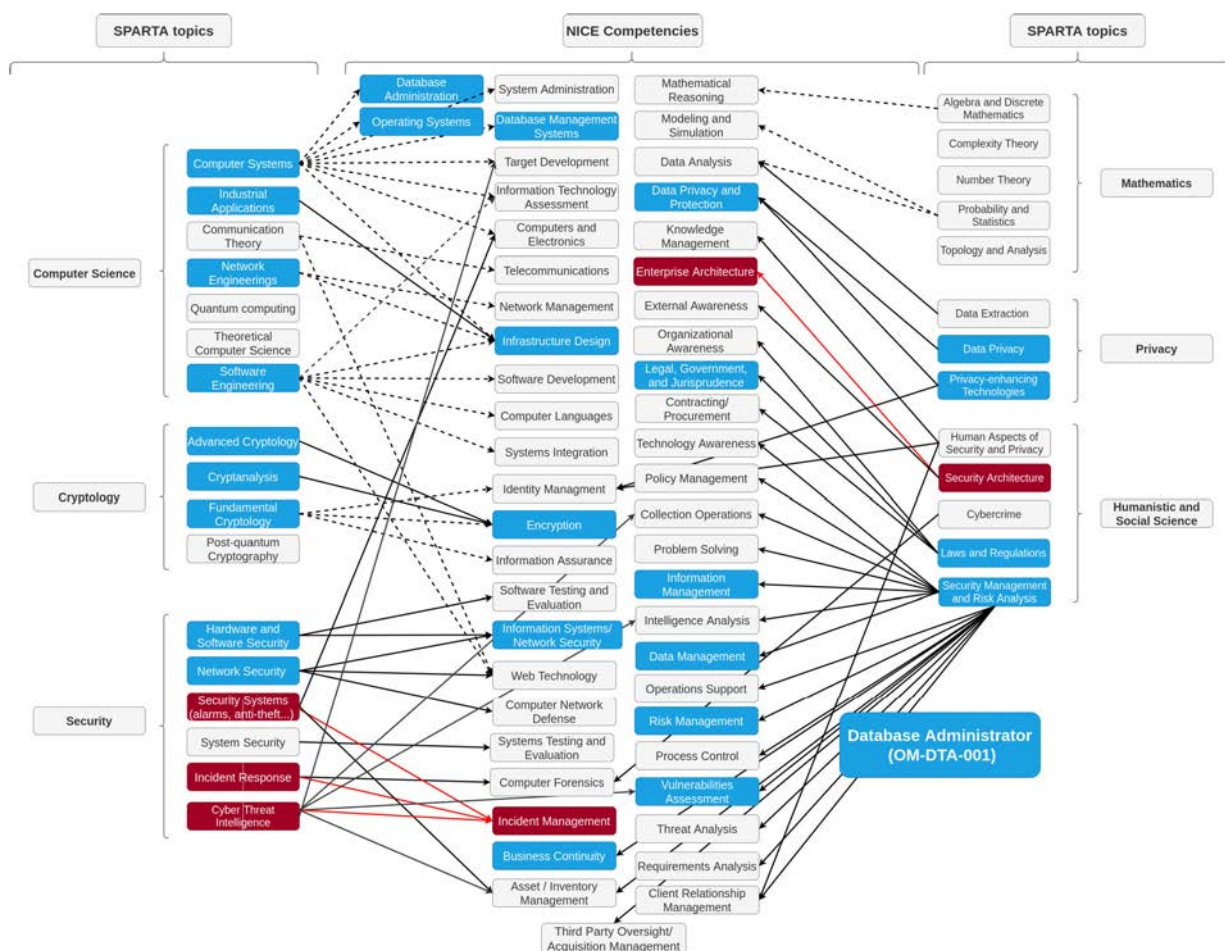 SPARTA topics
NICE Competencies
SPARTA topics
Computer Science
Cryptology
Security
Computer Systems
Industrial
Applications
Communication
Theory
Network
Engineerings
Quantum computing
Theoretical
Computer Science
Software
Engineering
Advanced Cryptology
Cryptanalysis
Fundamental
Cryptology
Post-quantum
Cryptography
Hardware and
Software Security
Network Security
Security Systems
(alarms, anti-theft...)
System Security
Incident Response
Cyber Threat
Intelligence
Database
Administration
Operating Systems
System Administration
Database Management
Systems
Target Development
Information Technology
Assessment
Computers and
Electronics
Telecommunications
Network Management
Infrastructure Design
Software Development
Computer Languages
Systems Integration
Identity Managment
Encryption
Information Assurance
Software Testing and
Evaluation
Information Systems/
Network Security
Web Technology
Computer Network
Defense
Systems Testing and
Evaluation
Computer Forensics
Incident Management
Business Continuity
Asset / Inventory
Management
Third Party Oversight/
Acquisition Management
Mathematical
Reasoning
Modeling and
Simulation
Data Analysis
Data Privacy and
Protection
Knowledge
Management
Enterprise Architecture
External Awareness
Organizational
Awareness
Legal, Government,
and Jurisprudence
Contracting/
Procurement
Technology Awareness
Policy Management
Collection Operations
Problem Solving
Information
Management
Intelligence Analysis
Data Management
Operations Support
Risk Management
Process Control
Vulnerabilities
Assessment
Threat Analysis
Requirements Analysis
Client Relationship
Management
Algebra and Discrete
Mathematics
Complexity Theory
Number Theory
Probability and
Statistics
Topology and Analysis
Data Extraction
Data Privacy
Privacy-enhancing
Technologies
Human Aspects of
Security and Privacy
Security Architecture
Cybercrime
Laws and Regulations
Security Management
and Risk Analysis
Mathematics
Privacy
Humanistic and
Social Science
Database Administrator
(OM-DTA-001)